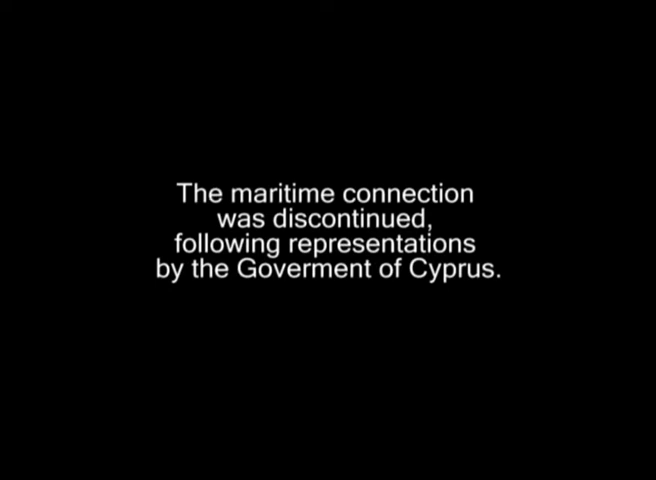 The maritime connection
was discontinued,
following representations
by the Goverment of Cyprus.